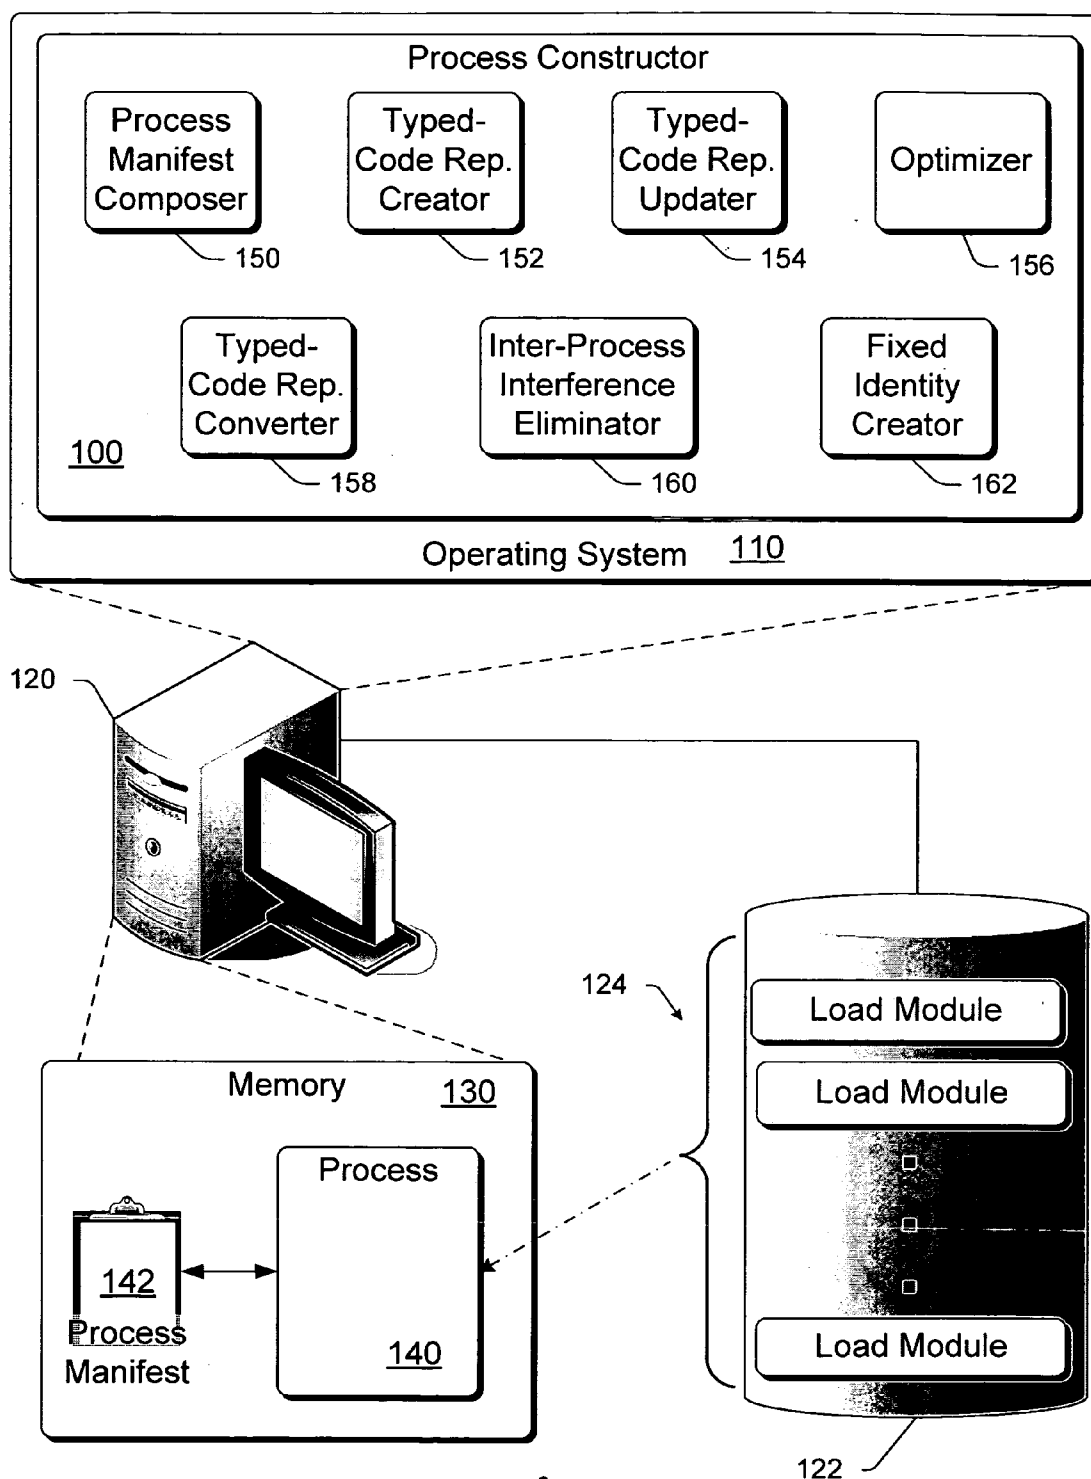 Process Constructor
Process
Manifest
Composer
150
Typed-
Code Rep.
Creator
152
Typed-
Code Rep.
Updater
154
Optimizer
156
Typed-
Code Rep.
Converter
158
Inter-Process
Interference
Eliminator
160
Fixed
Identity
Creator
162
100
Operating System 110
120
124
Load Module
Load Module
Load Module
122
Memory 130
Process
140
142
Process
Manifest